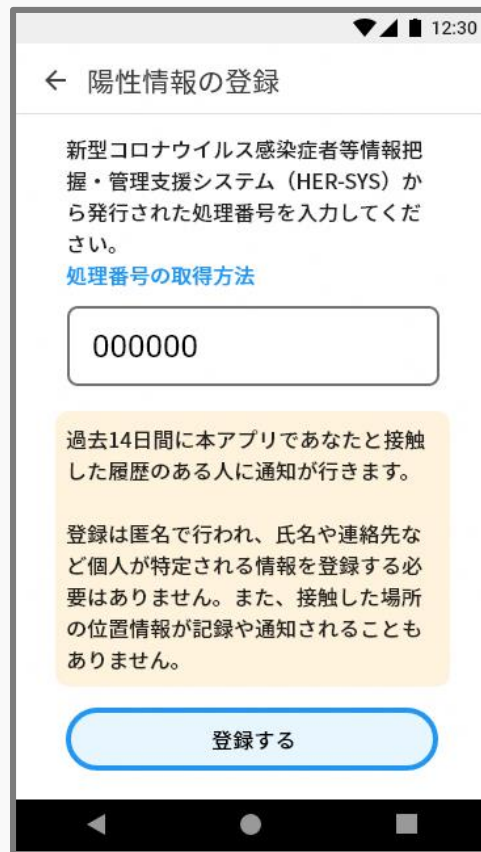 12:30
← 陽性情報の登録
新型コロナウイルス感染症者等情報把
握・管理支援システム（HER-SYS）か
ら発行された処理番号を入力してくだ
さい。
処理番号の取得方法
000000
過去14日間に本アプリであなたと接触
した履歴のある人に通知が行きます。
登録は匿名で行われ、氏名や連絡先な
ど個人が特定される情報を登録する必
要はありません。また、接触した場所
の位置情報が記録や通知されることも
ありません。
登録する